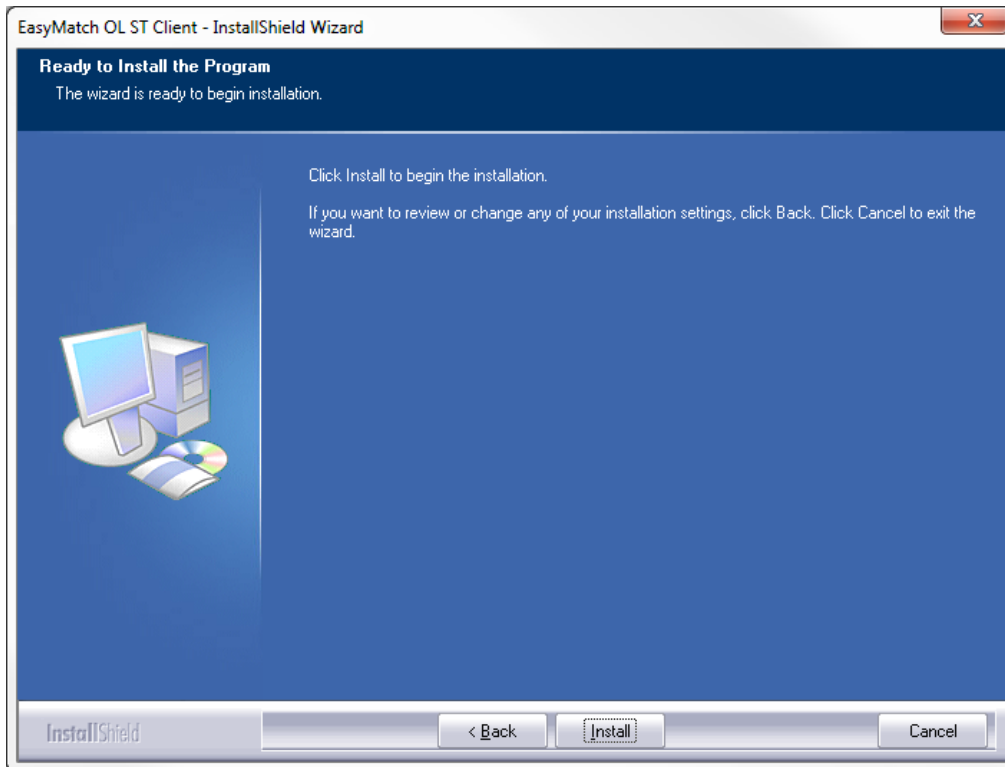 EasyMatch OL ST Client - InstallShield Wizard
Ready to Install the Program
The wizard is ready to begin installation.
Click Install to begin the installation.
If you want to review or change any of your installation settings, click Back. Click Cancel to exit the
wizard.
InstallShield
< Back
Install
Cancel